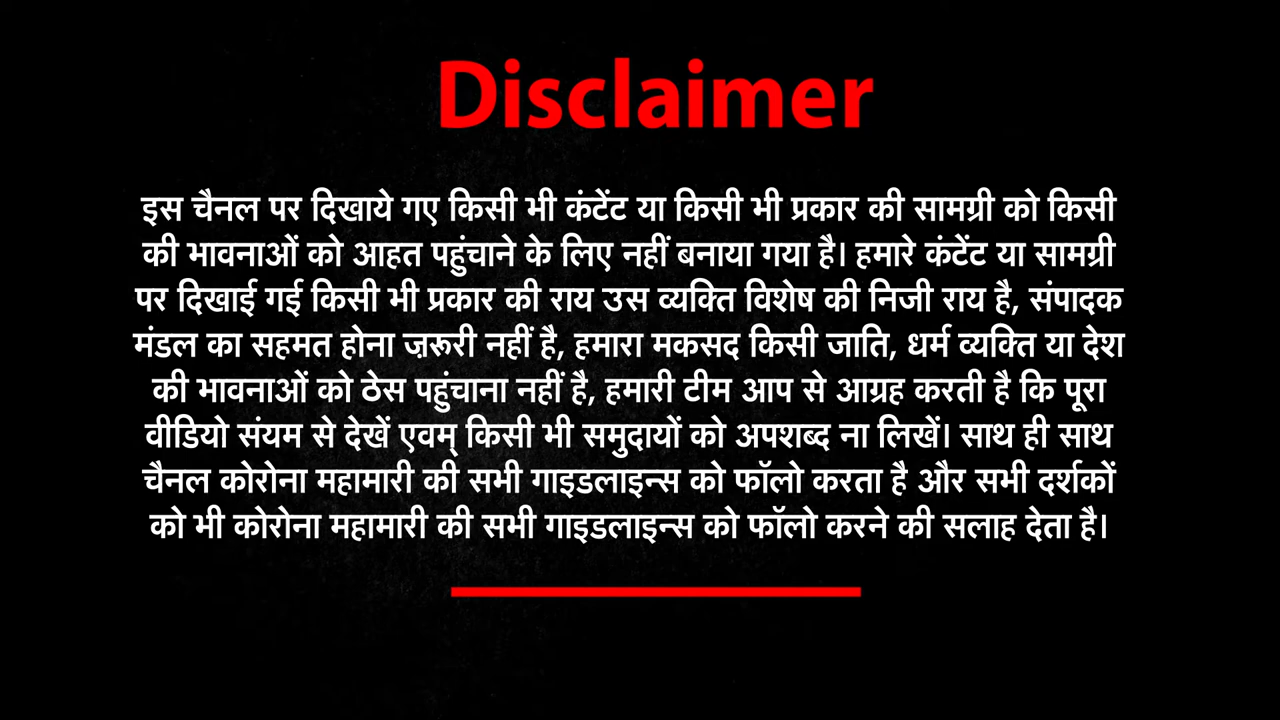 Disclaimer
इस चैनल पर दिखाये गए किसी भी कंटेंट या किसी भी प्रकार की सामग्री को किसी
की भावनाओं को आहत पहुंचाने के लिए नहीं बनाया गया है। हमारे कंटेंट या सामग्री
पर दिखाई गई किसी भी प्रकार की राय उस व्यक्ति विशेष की निजी राय है, संपादक
मंडल का सहमत होना ज़रूरी नहीं है, हमारा मकसद किसी जाति, धर्म व्यक्ति या देश
की भावनाओं को ठेस पहुंचाना नहीं है, हमारी टीम आप से आग्रह करती है कि पूरा
वीडियो संयम से देखें एवम् किसी भी समुदायों को अपशब्द ना लिखें। साथ ही साथ
चैनल कोरोना महामारी की सभी गाइडलाइन्स को फॉलो करता है और सभी दर्शकों
को भी कोरोना महामारी की सभी गाइडलाइन्स को फॉलो करने की सलाह देता है।